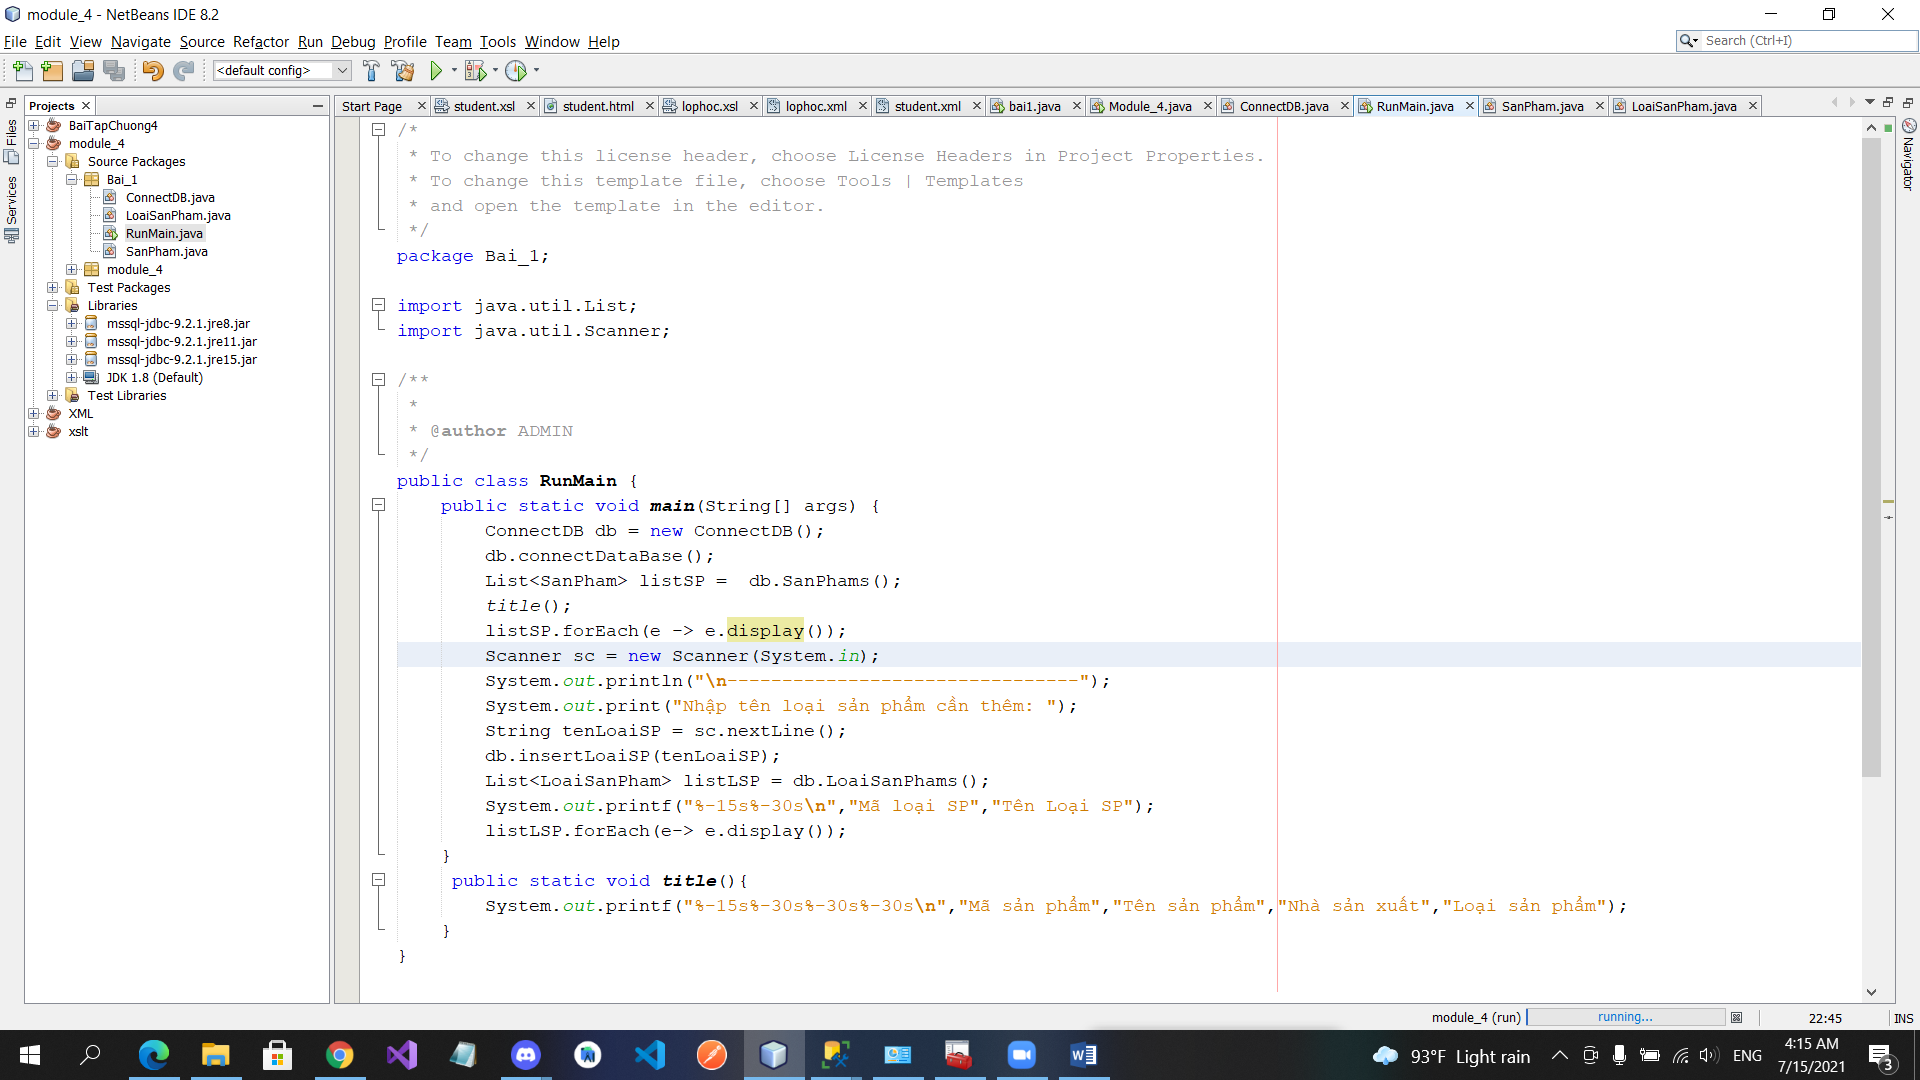 module_4 - NetBeans IDE 8.2
File Edit View Navigate Source Refactor Run Debug Profile Team Tools Window Help
Search (Ctrl+I)
<default config>
Projects
Files
Services
Navigator
BaiTapChuong4
module_4
Source Packages
Bai_1
ConnectDB.java
LoaiSanPham.java
RunMain.java
SanPham.java
module_4
Test Packages
Libraries
mssql-jdbc-9.2.1.jre8.jar
mssql-jdbc-9.2.1.jre11.jar
mssql-jdbc-9.2.1.jre15.jar
JDK 1.8 (Default)
Test Libraries
XML
xslt
Start Page student.xsl student.html lophoc.xsl lophoc.xml student.xml bai1.java Module_4.java ConnectDB.java RunMain.java SanPham.java LoaiSanPham.java
/*
* To change this license header, choose License Headers in Project Properties.
* To change this template file, choose Tools | Templates
* and open the template in the editor.
*/
package Bai_1;
import java.util.List;
import java.util.Scanner;
/**
*
* @author ADMIN
*/
public class RunMain {
public static void main(String[] args) {
ConnectDB db = new ConnectDB();
db.connectDataBase();
List<SanPham> listSP =  db.SanPhams();
title();
listSP.forEach(e -> e.display());
Scanner sc = new Scanner(System.in);
System.out.println("\n--------------------------------");
System.out.print("Nhập tên loại sản phẩm cần thêm: ");
String tenLoaiSP = sc.nextLine();
db.insertLoaiSP(tenLoaiSP);
List<LoaiSanPham> listLSP = db.LoaiSanPhams();
System.out.printf("%-15s%-30s\n","Mã loại SP","Tên Loại SP");
listLSP.forEach(e-> e.display());
}
public static void title(){
System.out.printf("%-15s%-30s%-30s%-30s\n","Mã sản phẩm","Tên sản phẩm","Nhà sản xuất","Loại sản phẩm");
}
}
module_4 (run) running... 22:45 INS
93°F Light rain ENG 4:15 AM
7/15/2021
3